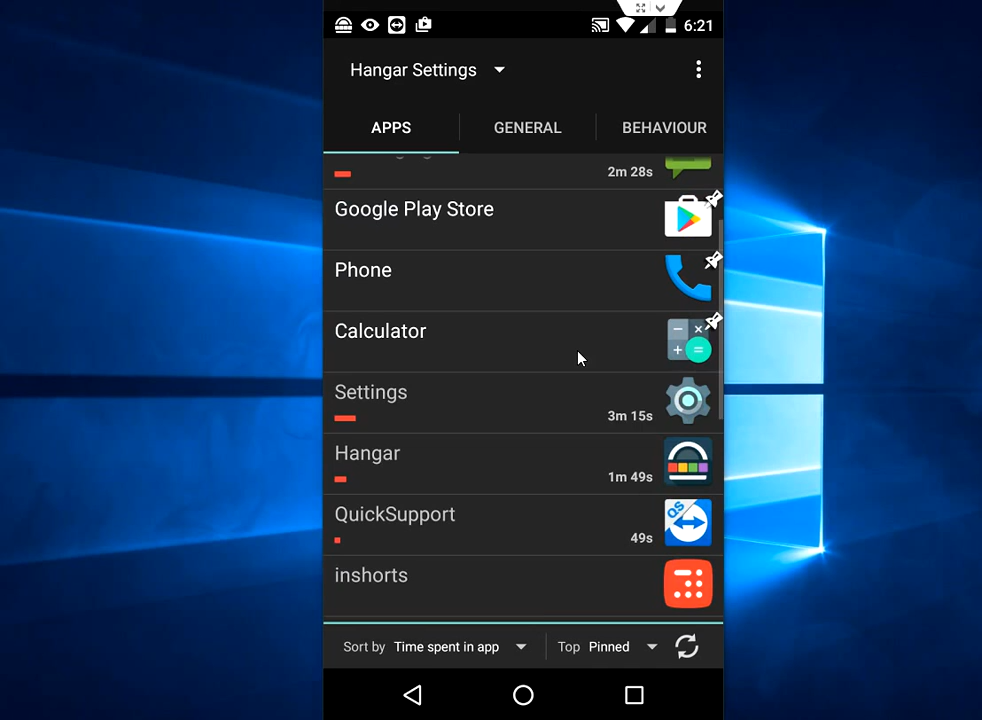 6:21
Hangar Settings
APPS GENERAL BEHAVIOUR
2m 28s
Google Play Store
Phone
Calculator
Settings
3m 15s
Hangar
1m 49s
QuickSupport
49s
QS
inshorts
Sort by Time spent in app Top Pinned